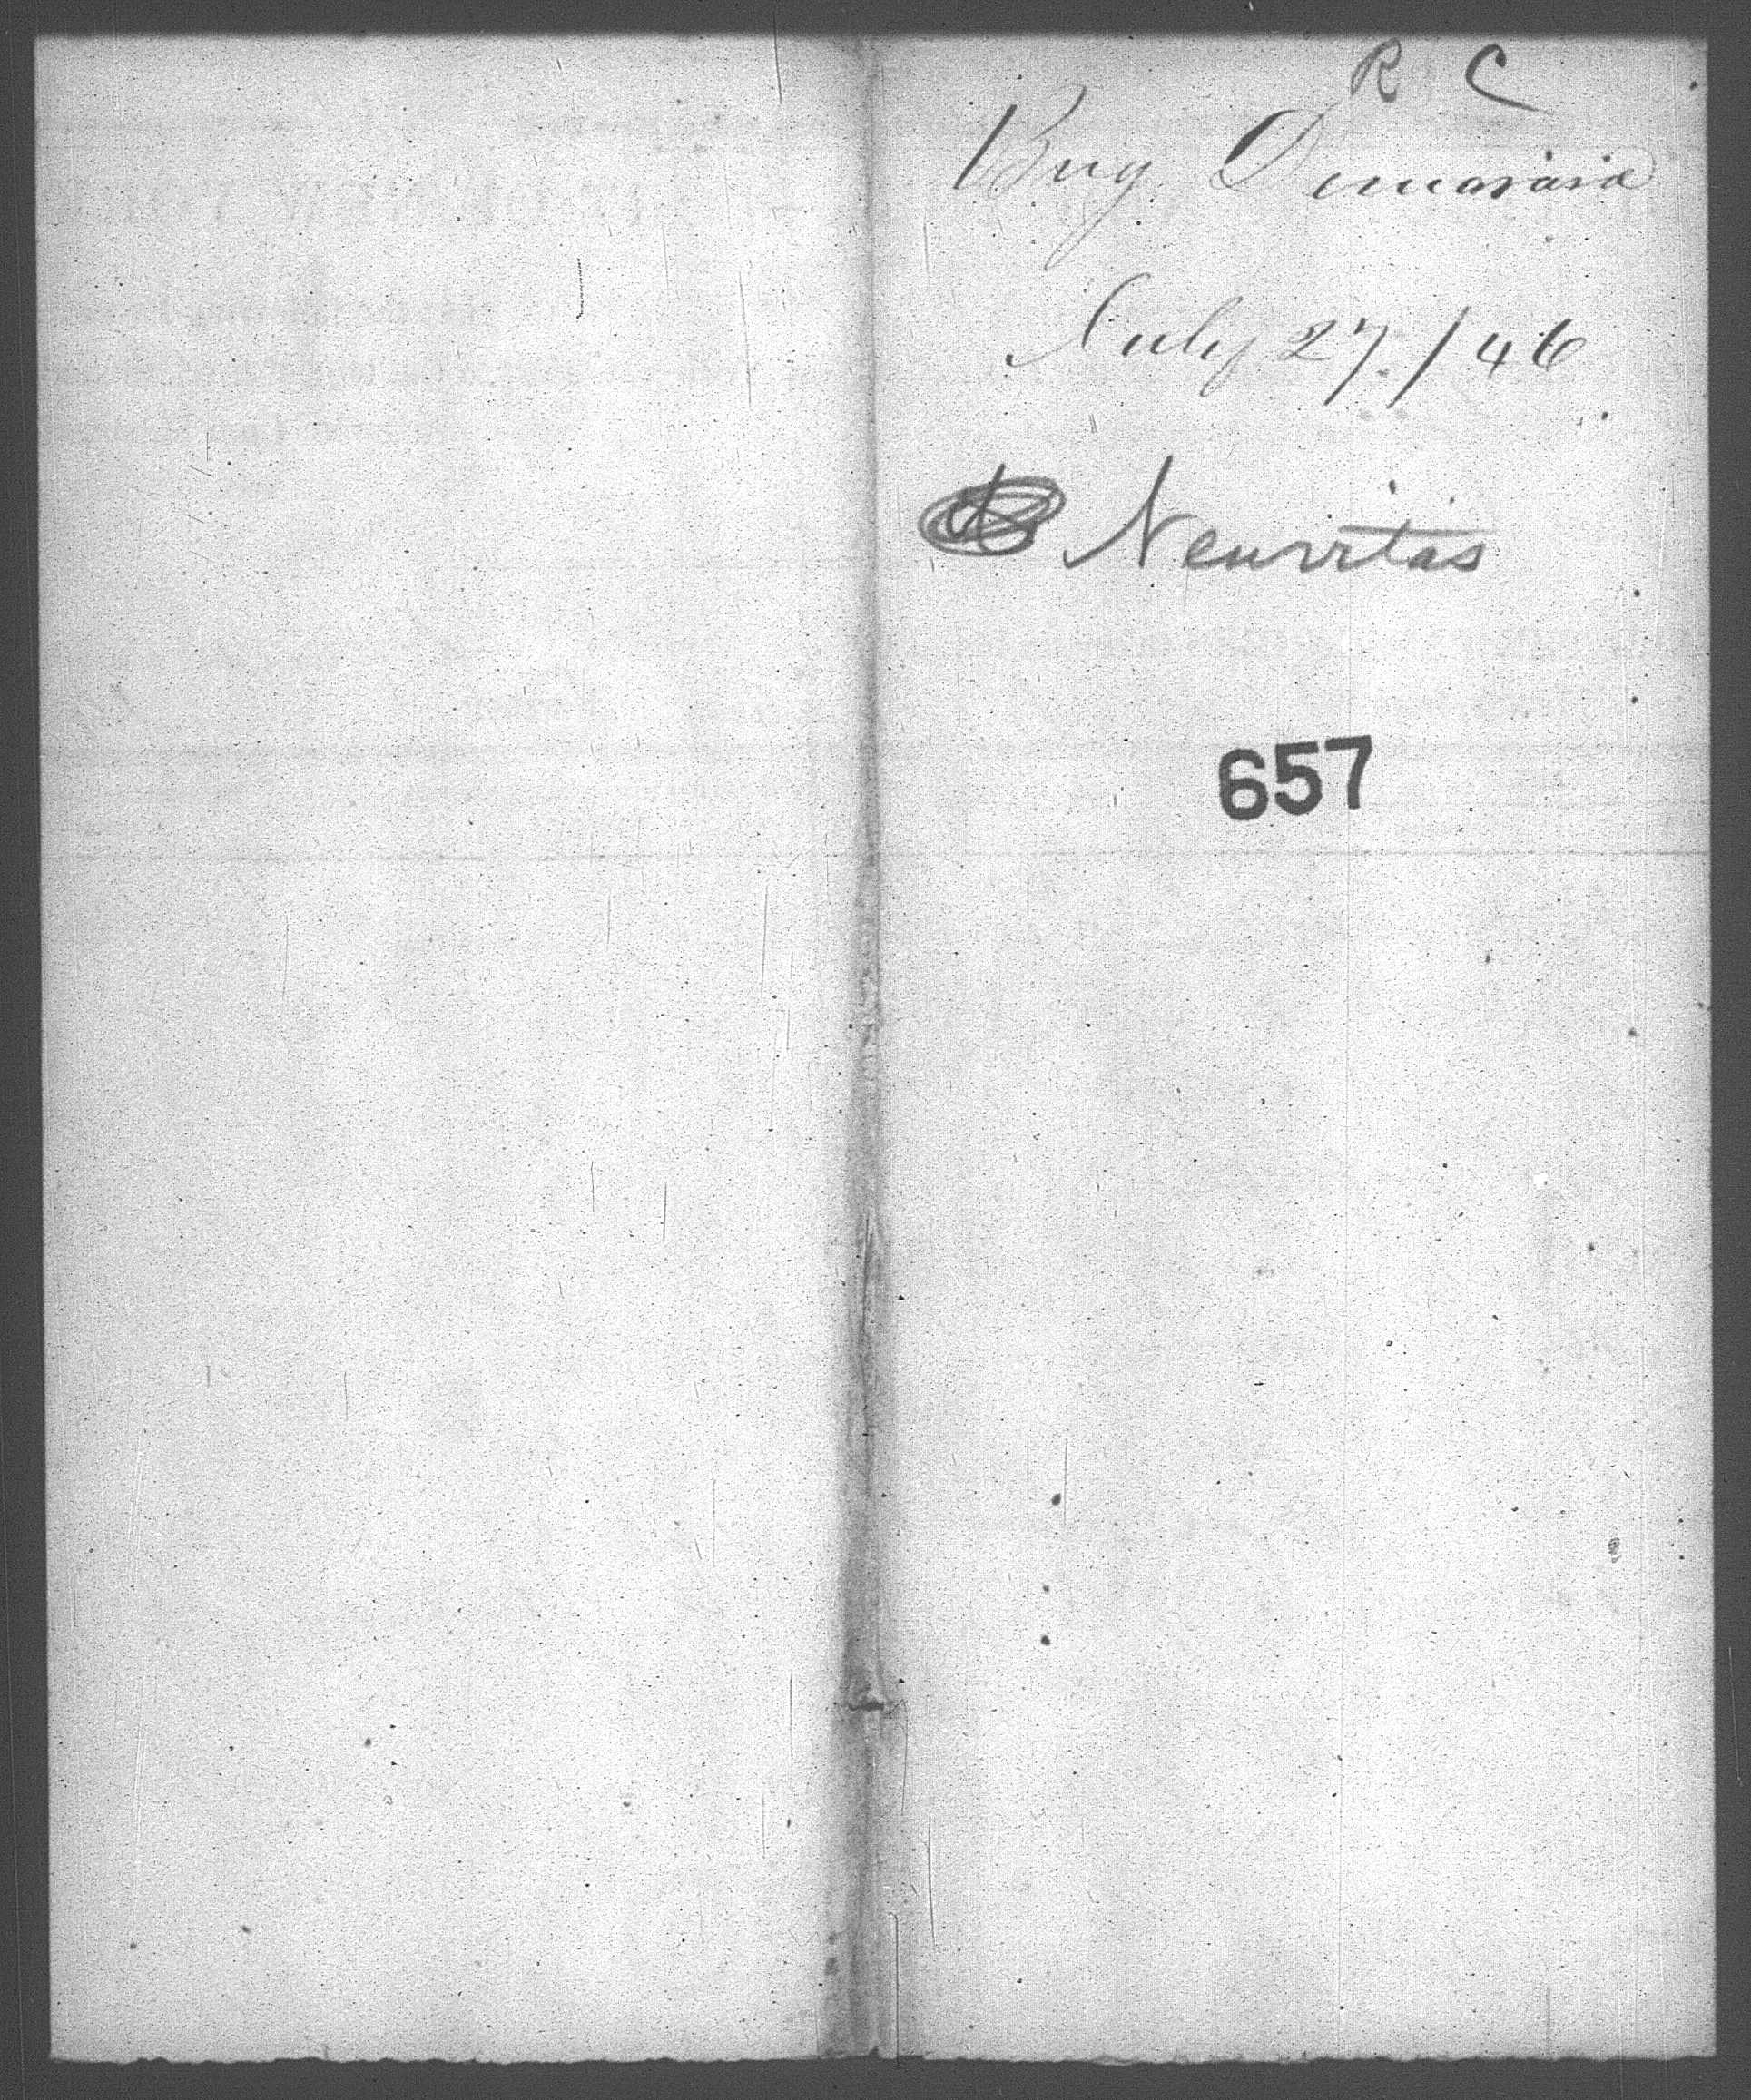 R C
Brig Demarara
July 27/46
Neuvitas
657